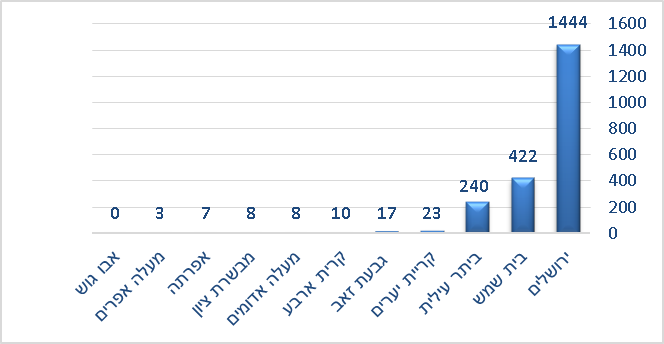 1600
1400
1200
1000
800
600
400
200
0
1444
422
240
23
17
10
8
8
7
3
0
ירושלים
בית שמש
ביתר עילית
קריית יערים
גבעת זאב
קרית ארבע
מעלה אדומים
מבשרת ציון
אפרתה
מעלה אפרים
אבו גוש